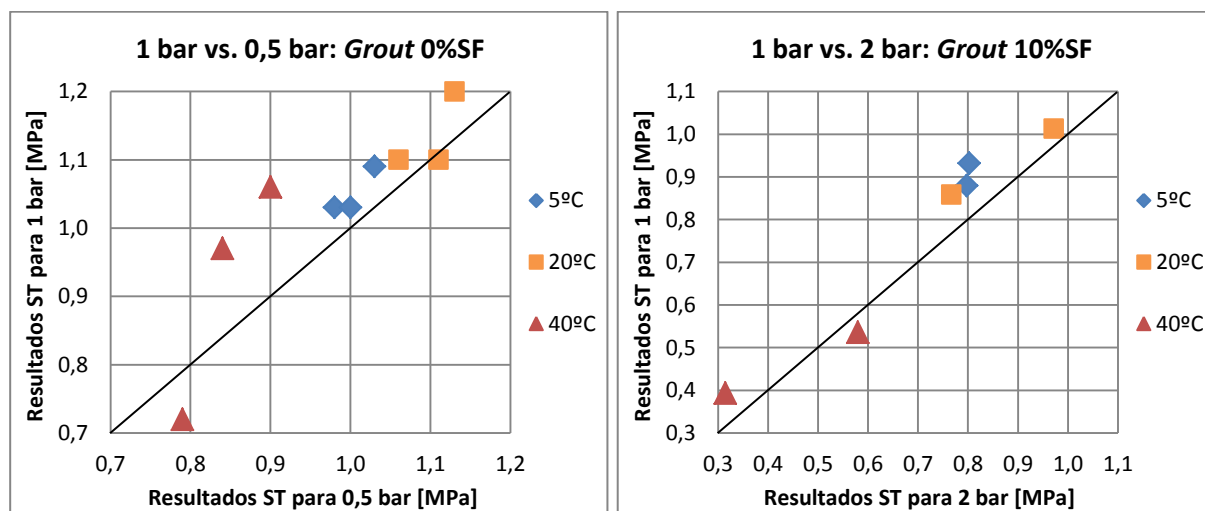 1 bar vs. 0,5 bar: Grout 0%SF
Resultados ST para 1 bar [MPa]
1,2
1,1
1,0
0,9
0,8
0,7
0,7 0,8 0,9 1,0 1,1 1,2
Resultados ST para 0,5 bar [MPa]
5ºC
20ºC
40ºC
1 bar vs. 2 bar: Grout 10%SF
Resultados ST para 1 bar [MPa]
1,1
1,0
0,9
0,8
0,7
0,6
0,5
0,4
0,3
0,3 0,4 0,5 0,6 0,7 0,8 0,9 1,0 1,1
Resultados ST para 2 bar [MPa]
5ºC
20ºC
40ºC